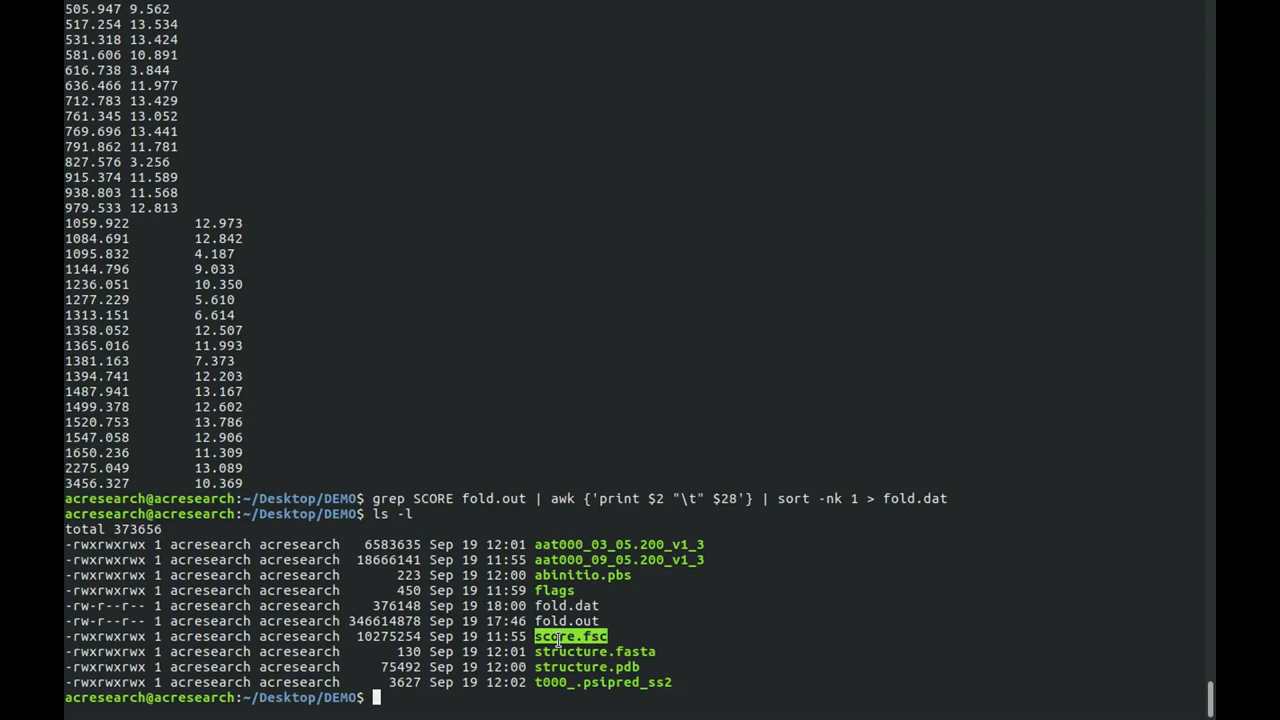 505.947 9.562
517.254 13.534
531.318 13.424
581.606 10.891
616.738 3.844
636.466 11.977
712.783 13.429
761.345 13.052
769.696 13.441
791.862 11.781
827.576 3.256
915.374 11.589
938.803 11.568
979.533 12.813
1059.922        12.973
1084.691        12.842
1095.832        4.187
1144.796        9.033
1236.051        10.350
1277.229        5.610
1313.151        6.614
1358.052        12.507
1365.016        11.993
1381.163        7.373
1394.741        12.203
1487.941        13.167
1499.378        12.602
1520.753        13.786
1547.058        12.906
1650.236        11.309
2275.049        13.089
3456.327        10.369
acresearch@acresearch:~/Desktop/DEMO$ grep SCORE fold.out | awk {'print $2 "\t" $28'} | sort -nk 1 > fold.dat
acresearch@acresearch:~/Desktop/DEMO$ ls -l
total 373656
-rwxrwxrwx 1 acresearch acresearch   6583635 Sep 19 12:01 aat000_03_05.200_v1_3
-rwxrwxrwx 1 acresearch acresearch  18666141 Sep 19 11:55 aat000_09_05.200_v1_3
-rwxrwxrwx 1 acresearch acresearch       223 Sep 19 12:00 abinitio.pbs
-rwxrwxrwx 1 acresearch acresearch       450 Sep 19 11:59 flags
-rw-r--r-- 1 acresearch acresearch    376148 Sep 19 18:00 fold.dat
-rw-r--r-- 1 acresearch acresearch 346614878 Sep 19 17:46 fold.out
-rwxrwxrwx 1 acresearch acresearch  10275254 Sep 19 11:55 score.fsc
-rwxrwxrwx 1 acresearch acresearch       130 Sep 19 12:01 structure.fasta
-rwxrwxrwx 1 acresearch acresearch     75492 Sep 19 12:00 structure.pdb
-rwxrwxrwx 1 acresearch acresearch      3627 Sep 19 12:02 t000_.psipred_ss2
acresearch@acresearch:~/Desktop/DEMO$